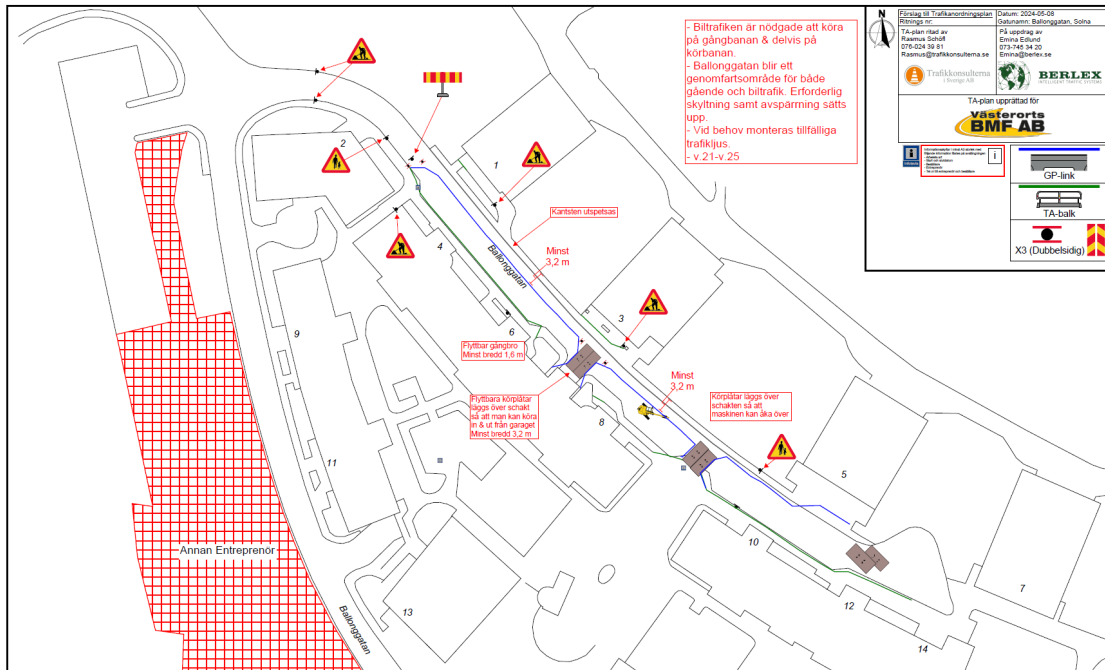 - Biltrafiken är nödgade att köra
på gångbanan & delvis på
körbanan.
- Ballonggatan blir ett
genomfartsområde för både
gående och biltrafik. Erforderlig
skyltning samt avspärrning sätts
upp.
- Vid behov monteras tillfälliga
trafikljus.
- v.21-v.25
N
Förslag till Trafikanordningsplan
Datum: 2024-05-08
Ritnings nr:
Gatunamn: Ballonggatan, Solna
TA-plan ritad av
Rasmus Schöfl
076-024 39 81
Rasmus@trafikkonsulterna.se
På uppdrag av
Emina Edlund
073-746 34 20
Emina@berlex.se
Trafikkonsulterna
i Sverige AB
BERLEX
INTELLIGENT TRAFFIC SYSTEMS
TA-plan upprättad för
Västerorts
BMF AB
i
i
GP-link
TA-balk
X3 (Dubbelsidig)
2
1
Kantsten utspetsas
4
Ballonggatan
Minst
3,2 m
9
6
3
Flyttbar gångbro
Minst bredd 1,6 m
Minst
3,2 m
Flyttbara körplåtar
läggs över schakt
så att man kan köra
in & ut från garaget
Minst bredd 3,2 m
Körplåtar läggs över
schakten så att
maskinen kan åka över
8
11
5
Annan Entreprenör
10
7
13
12
14
Ballonggatan